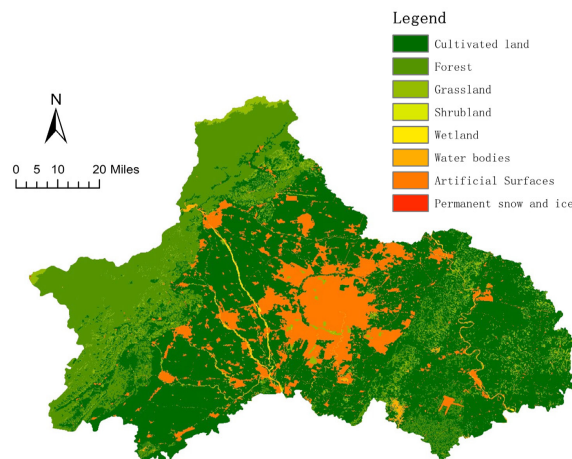 Legend
Cultivated land
Forest
Grassland
Shrubland
Wetland
Water bodies
Artificial Surfaces
Permanent snow and ice
N
0 5 10 20 Miles